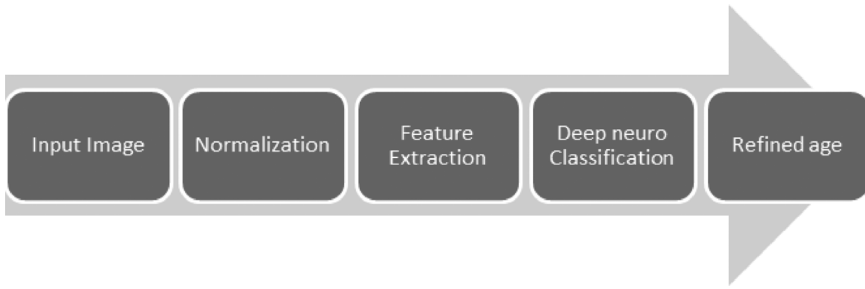 Input Image
Normalization
Feature
Extraction
Deep neuro
Classification
Refined age